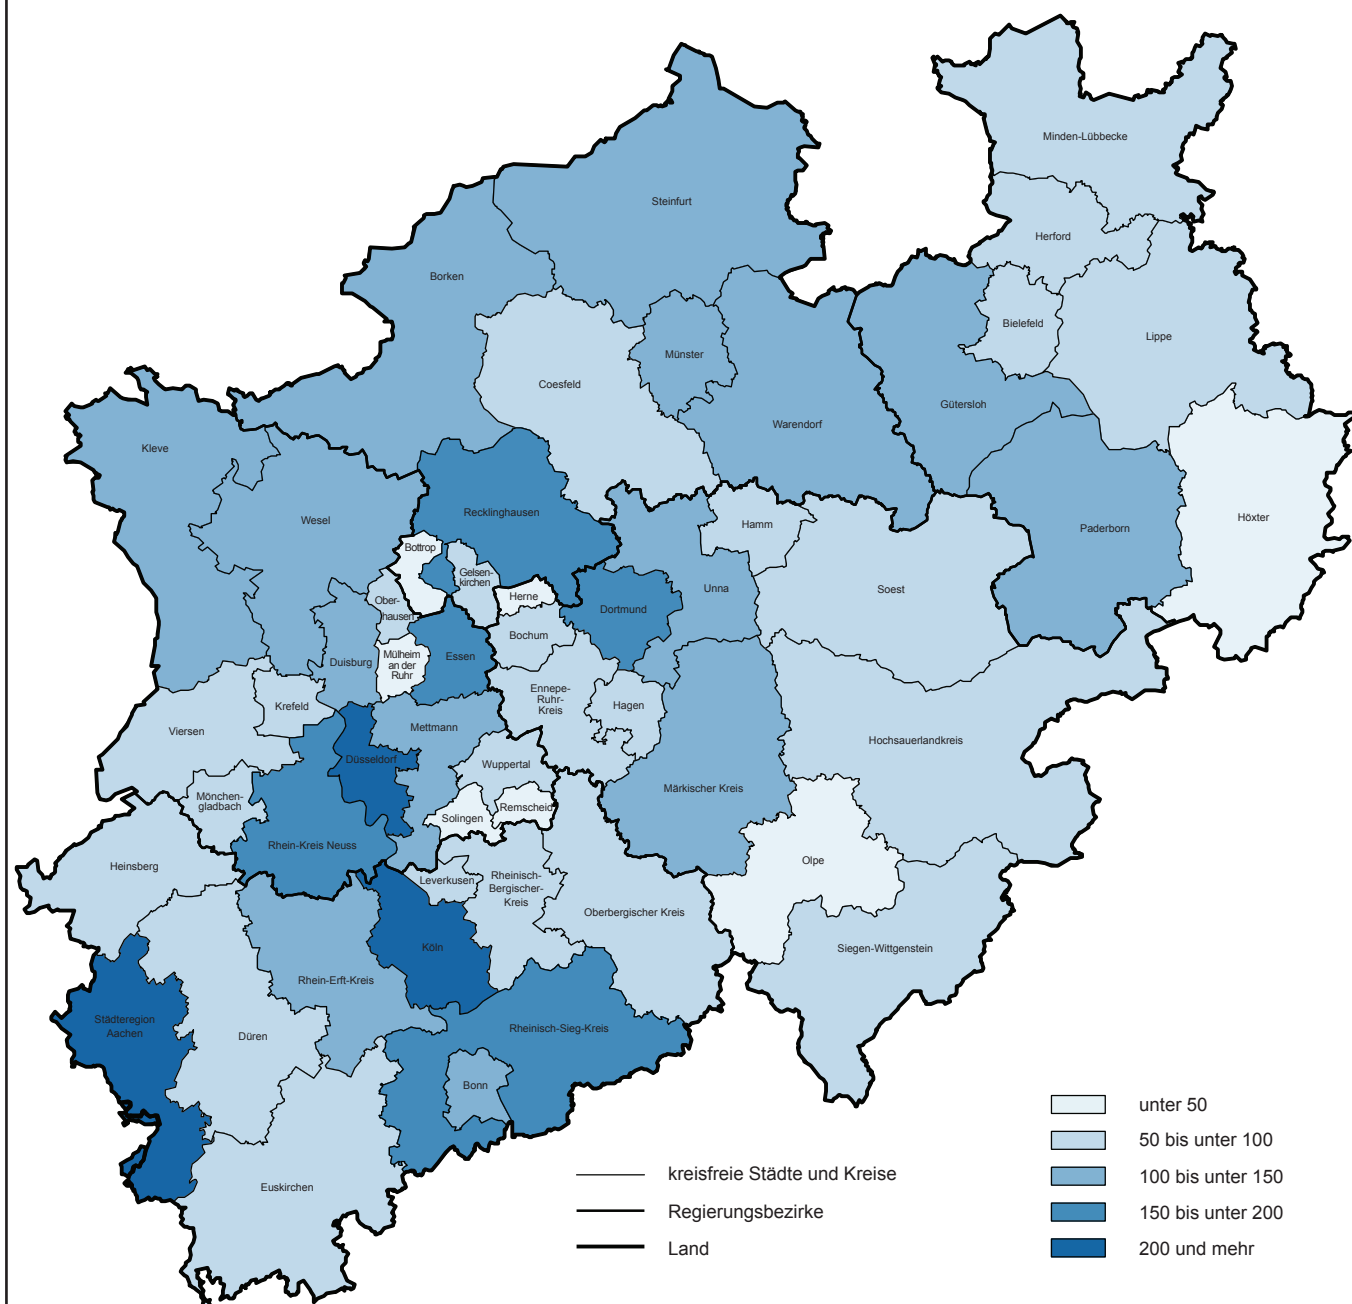 Minden-Lübbecke
Steinfurt
Herford
Borken
Bielefeld
Lippe
Münster
Coesfeld
Gütersloh
Warendorf
Kleve
Recklinghausen
Wesel
Hamm
Höxter
Paderborn
Bottrop
Gelsen-
kirchen
Soest
Unna
Herne
Ober-
hausen
Dortmund
Bochum
Mülheim
an der
Ruhr
Essen
Duisburg
Ennepe-
Ruhr-
Kreis
Hagen
Krefeld
Viersen
Mettmann
Hochsauerlandkreis
Düsseldorf
Wuppertal
Märkischer Kreis
Mönchen-
gladbach
Remscheid
Solingen
Rhein-Kreis Neuss
Olpe
Heinsberg
Leverkusen
Rheinisch-
Bergischer-
Kreis
Oberbergischer Kreis
Köln
Siegen-Wittgenstein
Rhein-Erft-Kreis
Städteregion
Aachen
Düren
Rheinisch-Sieg-Kreis
Bonn
Euskirchen
kreisfreie Städte und Kreise
Regierungsbezirke
Land
unter 50
50 bis unter 100
100 bis unter 150
150 bis unter 200
200 und mehr